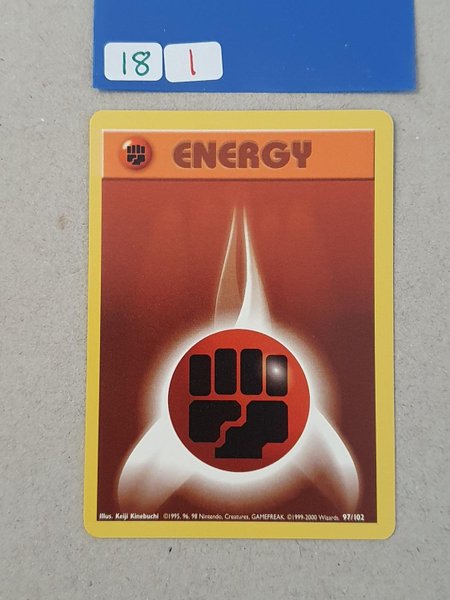 18 1
ENERGY
Illus. Keiji Kinebuchi ©1995, 96, 98 Nintendo, Creatures, GAMEFREAK. ©1999-2000 Wizards. 97/102